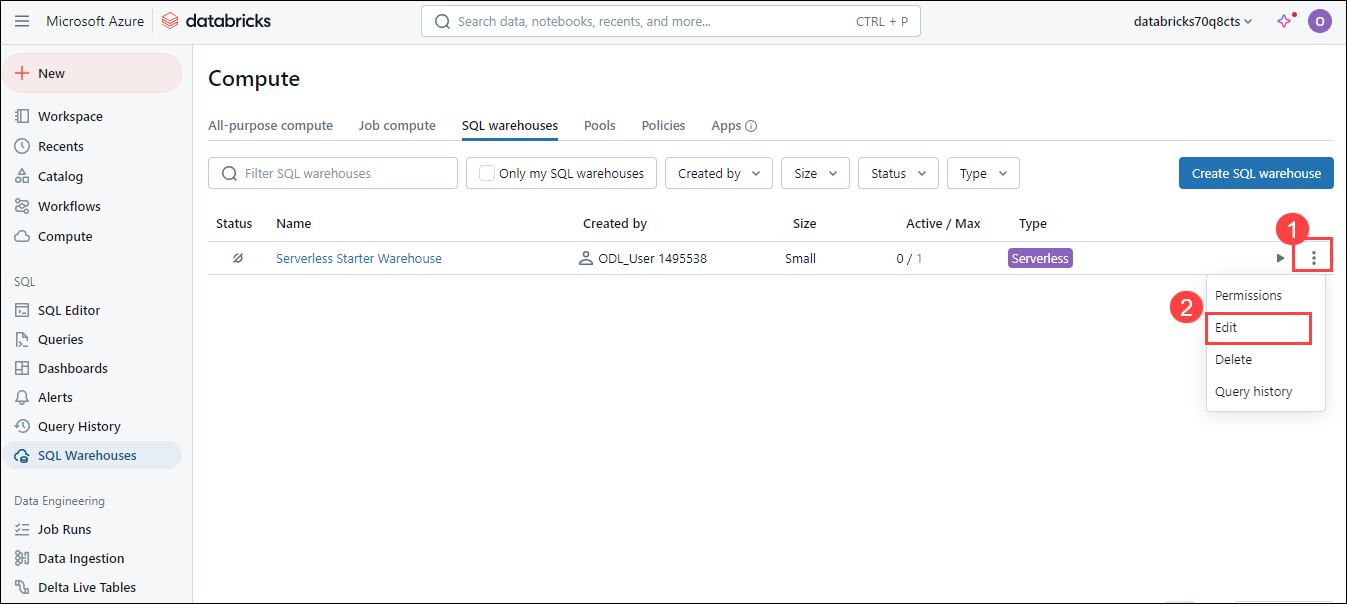 Microsoft Azure databricks Search data, notebooks, recents, and more... CTRL + P databricks70q8cts O
New
Workspace
Recents
Catalog
Workflows
Compute
SQL
SQL Editor
Queries
Dashboards
Alerts
Query History
SQL Warehouses
Data Engineering
Job Runs
Data Ingestion
Delta Live Tables
Compute
All-purpose compute Job compute SQL warehouses Pools Policies Apps
Filter SQL warehouses Only my SQL warehouses Created by Size Status Type Create SQL warehouse
Status Name Created by Size Active / Max Type
1
Serverless Starter Warehouse ODL_User 1495538 Small 0 / 1 Serverless
Permissions
2
Edit
Delete
Query history